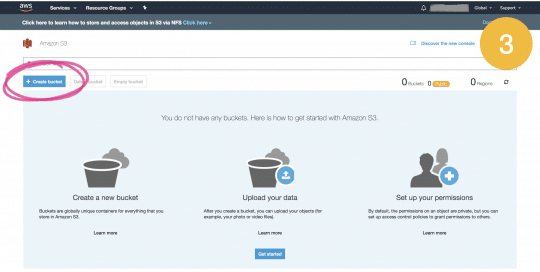 aws
Services Resource Groups Global Support
Click here to learn how to store and access objects in S3 via NFS Click here ›
Amazon S3 Discover the new console
3
+ Create bucket Delete bucket Empty bucket 0 Buckets 0 Public 0 Regions
You do not have any buckets. Here is how to get started with Amazon S3.
Create a new bucket
Buckets are globally unique containers for everything that you
store in Amazon S3.
Learn more
Upload your data
After you create a bucket, you can upload your objects (for
example, your photo or video files).
Learn more
Set up your permissions
By default, the permissions on an object are private, but you can
set up access control policies to grant permissions to others.
Learn more
Get started